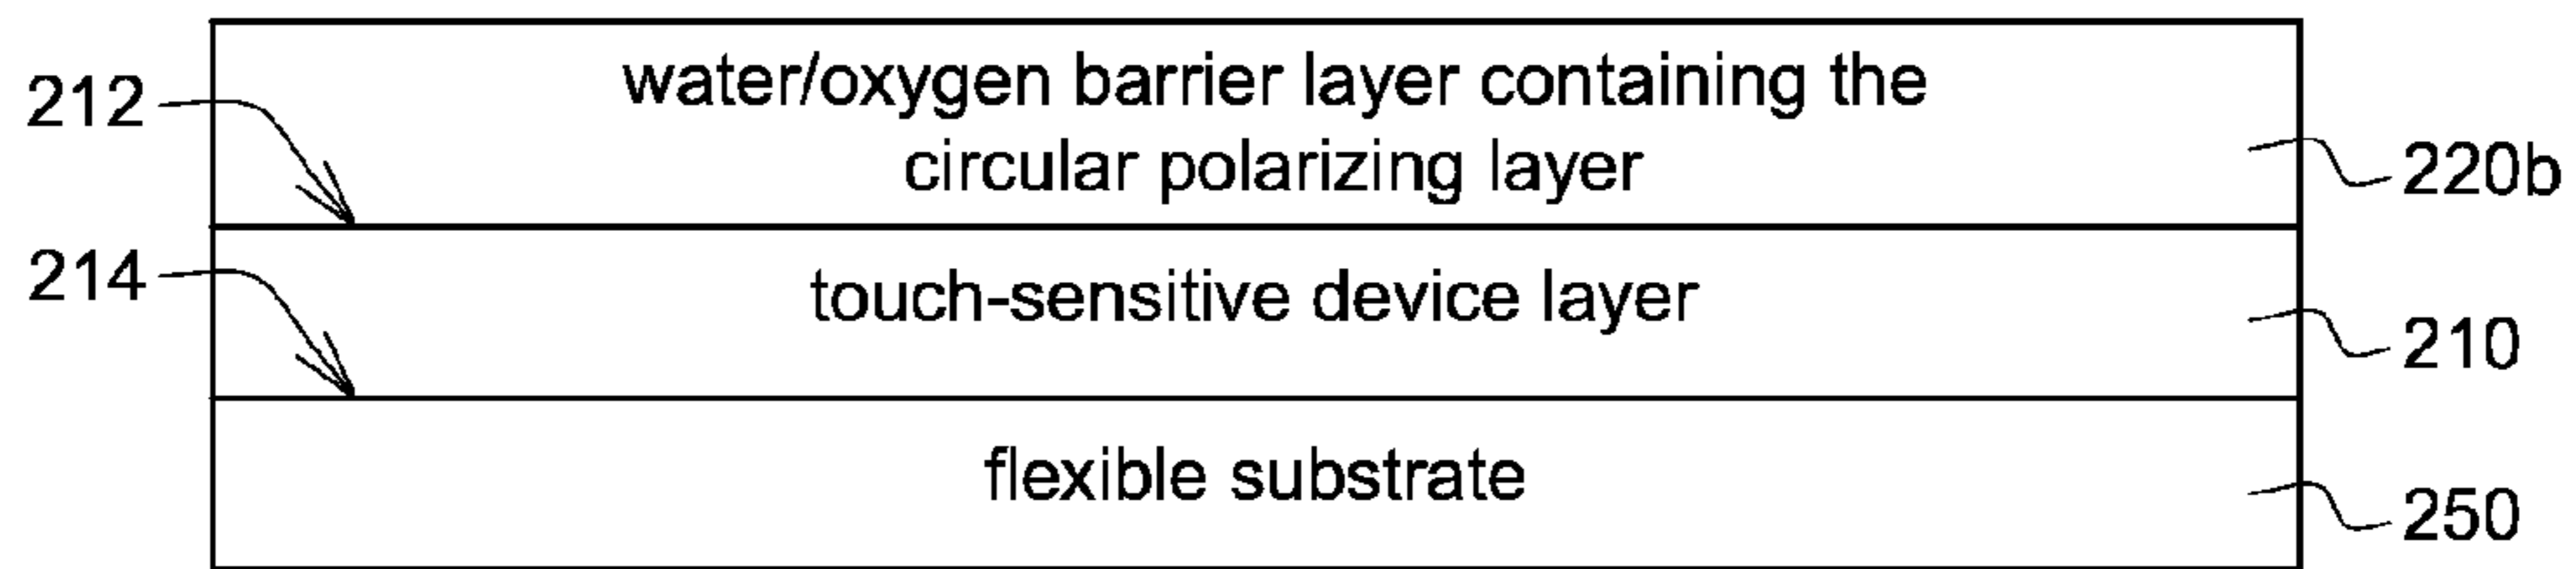 water/oxygen barrier layer containing the
circular polarizing layer
212
220b
touch-sensitive device layer
214
210
flexible substrate
250